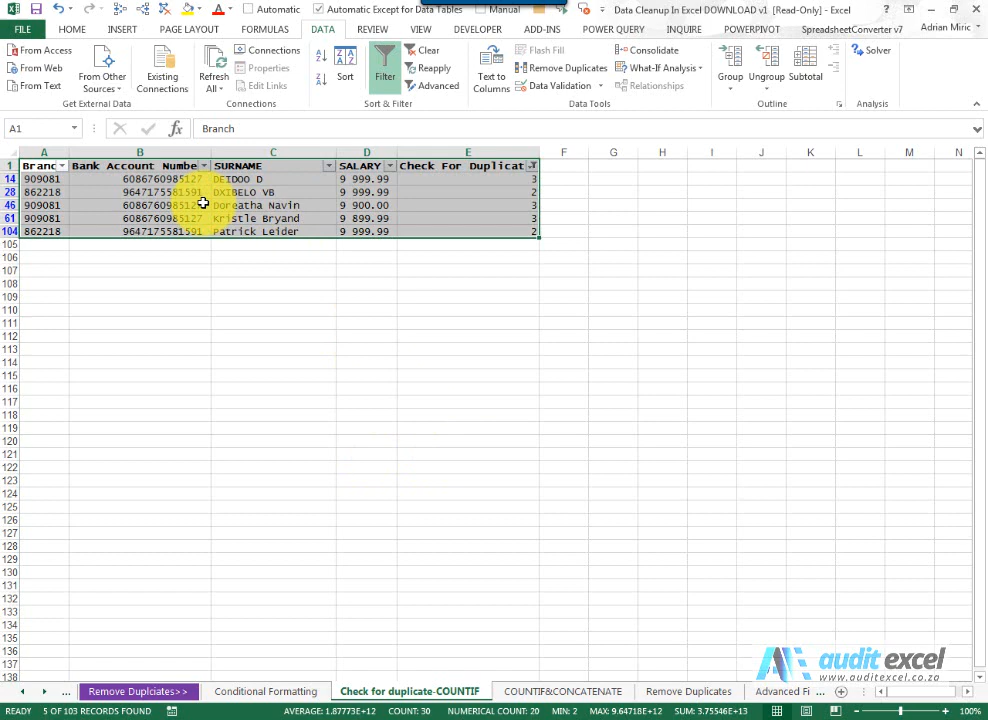 Automatic Automatic Except for Data Tables Manual Data Cleanup In Excel DOWNLOAD v1 [Read-Only] - Excel
FILE HOME INSERT PAGE LAYOUT FORMULAS DATA REVIEW VIEW DEVELOPER ADD-INS POWER QUERY INQUIRE POWERPIVOT SpreadsheetConverter v7 Adrian Miric
From Access
From Web
From Text
From Other Sources
Existing Connections
Get External Data
Refresh All
Connections
Properties
Edit Links
Connections
Sort
Filter
Clear
Reapply
Advanced
Sort & Filter
Text to Columns
Flash Fill
Remove Duplicates
Data Validation
Consolidate
What-If Analysis
Relationships
Data Tools
Group Ungroup Subtotal
Outline
Solver
Analysis
A1 fx Branch
A B C D E F G H I J K L M N
1 Branc Bank Account Numbe SURNAME SALARY Check For Duplicat
14 909081 6086760985127 DEIDOO D 9 999.99 3
28 862218 9647175581591 DXIBELO VB 9 999.99 2
46 909081 6086760985127 Doreatha Navin 9 900.00 3
61 909081 6086760985127 Kristle Bryand 9 899.99 3
104 862218 9647175581591 Patrick Leider 9 999.99 2
105
106
107
108
109
110
111
112
113
114
115
116
117
118
119
120
121
122
123
124
125
126
127
128
129
130
131
132
133
134
135
136
137
138
audit excel
www.auditexcel.co.za
... Remove Duplciates>> Conditional Formatting Check for duplicate-COUNTIF COUNTIF&CONCATENATE Remove Duplicates Advanced Fi ...
READY 5 OF 103 RECORDS FOUND AVERAGE: 1.87773E+12 COUNT: 30 NUMERICAL COUNT: 20 MIN: 2 MAX: 9.64718E+12 SUM: 3.75546E+13 100%